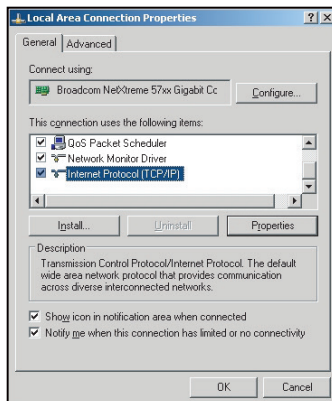 Local Area Connection Properties
General Advanced
Connect using:
Broadcom NetXtreme 57xx Gigabit Cc
Configure...
This connection uses the following items:
QoS Packet Scheduler
Network Monitor Driver
Internet Protocol (TCP/IP)
Install... Uninstall Properties
Description
Transmission Control Protocol/Internet Protocol. The default
wide area network protocol that provides communication
across diverse interconnected networks.
Show icon in notification area when connected
Notify me when this connection has limited or no connectivity
OK Cancel